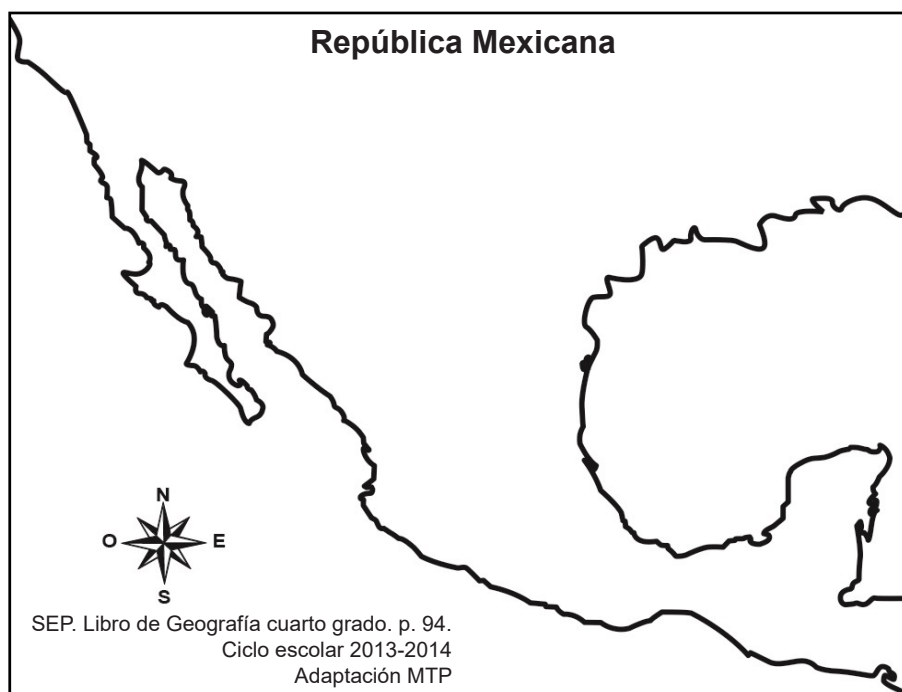 República Mexicana
N
O E
S
SEP. Libro de Geografía cuarto grado. p. 94.
Ciclo escolar 2013-2014
Adaptación MTP